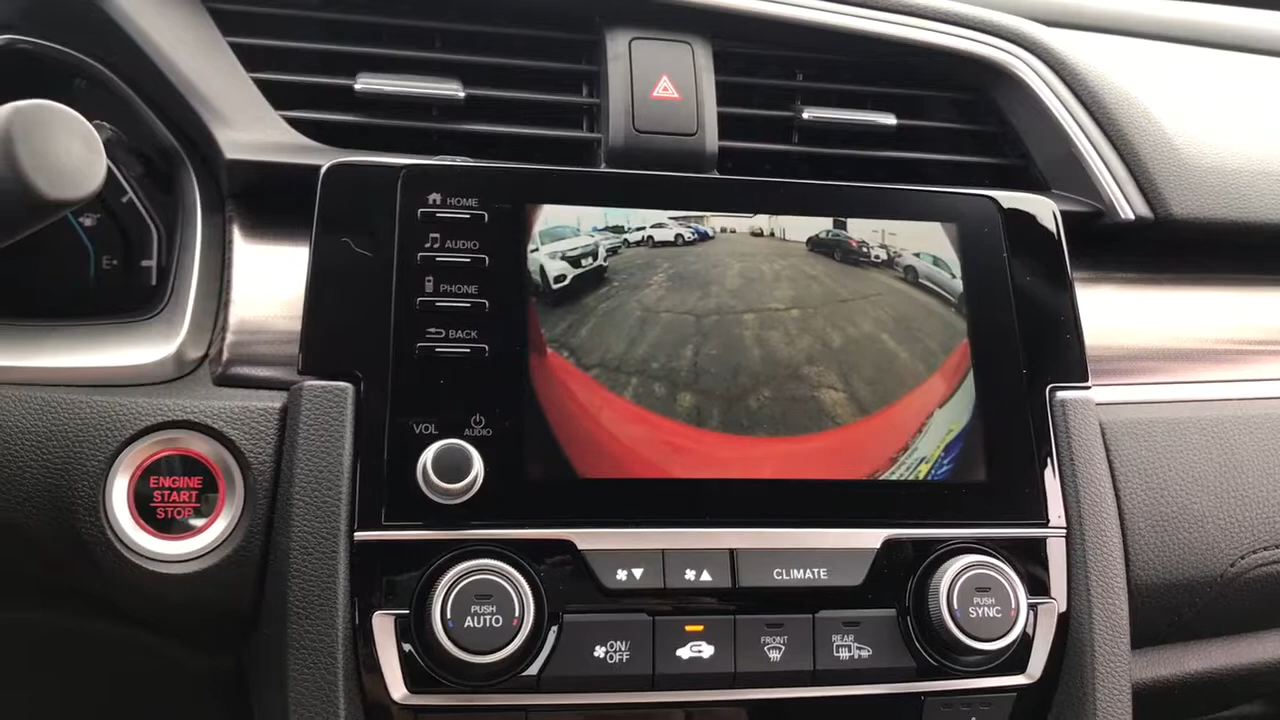 HOME
AUDIO
PHONE
BACK
VOL
AUDIO
E
ENGINE
START
STOP
CLIMATE
PUSH
AUTO
PUSH
SYNC
ON/
OFF
FRONT
REAR